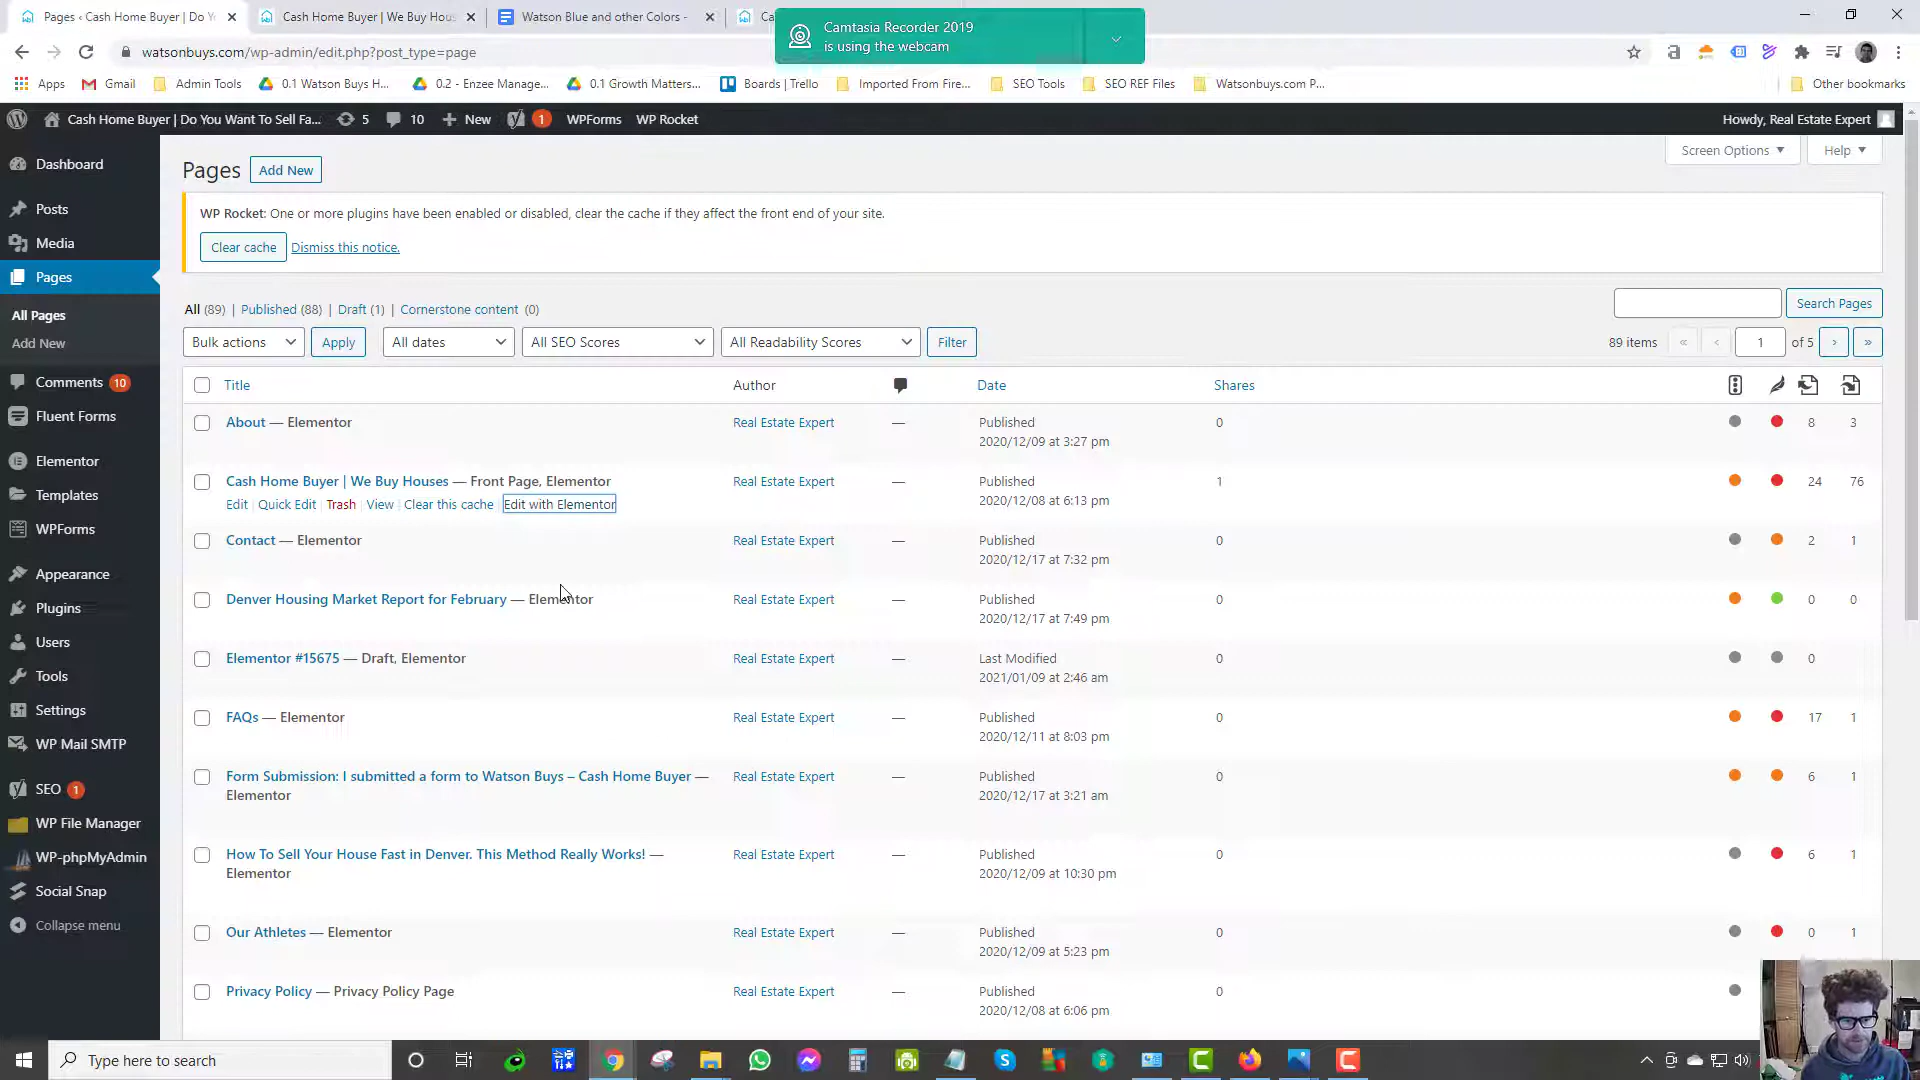 Pages ‹ Cash Home Buyer | Do Yo
Cash Home Buyer | We Buy Hous
Watson Blue and other Colors -
Ca
Camtasia Recorder 2019
is using the webcam
watsonbuys.com/wp-admin/edit.php?post_type=page
Apps
Gmail
Admin Tools
0.1 Watson Buys H...
0.2 - Enzee Manage...
0.1 Growth Matters...
Boards | Trello
Imported From Fire...
SEO Tools
SEO REF Files
Watsonbuys.com P...
Other bookmarks
Cash Home Buyer | Do You Want To Sell Fa...
5
10
New
1
WPForms
WP Rocket
Howdy, Real Estate Expert
Dashboard
Posts
Media
Pages
All Pages
Add New
Comments 10
Fluent Forms
Elementor
Templates
WPForms
Appearance
Plugins
Users
Tools
Settings
WP Mail SMTP
SEO 1
WP File Manager
WP-phpMyAdmin
Social Snap
Collapse menu
Pages
Add New
Screen Options
Help
WP Rocket: One or more plugins have been enabled or disabled, clear the cache if they affect the front end of your site.
Clear cache
Dismiss this notice.
All (89) | Published (88) | Draft (1) | Cornerstone content (0)
Search Pages
Bulk actions
Apply
All dates
All SEO Scores
All Readability Scores
Filter
89 items « ‹ 1 of 5 › »
Title Author Date Shares
About — Elementor Real Estate Expert — Published 0 8 3
2020/12/09 at 3:27 pm
Cash Home Buyer | We Buy Houses — Front Page, Elementor Real Estate Expert — Published 1 24 76
Edit | Quick Edit | Trash | View | Clear this cache | Edit with Elementor 2020/12/08 at 6:13 pm
Contact — Elementor Real Estate Expert — Published 0 2 1
2020/12/17 at 7:32 pm
Denver Housing Market Report for February — Elementor Real Estate Expert — Published 0 0 0
2020/12/17 at 7:49 pm
Elementor #15675 — Draft, Elementor Real Estate Expert — Last Modified 0 0
2021/01/09 at 2:46 am
FAQs — Elementor Real Estate Expert — Published 0 17 1
2020/12/11 at 8:03 pm
Form Submission: I submitted a form to Watson Buys – Cash Home Buyer — Real Estate Expert — Published 0 6 1
Elementor 2020/12/17 at 3:21 am
How To Sell Your House Fast in Denver. This Method Really Works! — Real Estate Expert — Published 0 6 1
Elementor 2020/12/09 at 10:30 pm
Our Athletes — Elementor Real Estate Expert — Published 0 0 1
2020/12/09 at 5:23 pm
Privacy Policy — Privacy Policy Page Real Estate Expert — Published 0
2020/12/08 at 6:06 pm
Type here to search